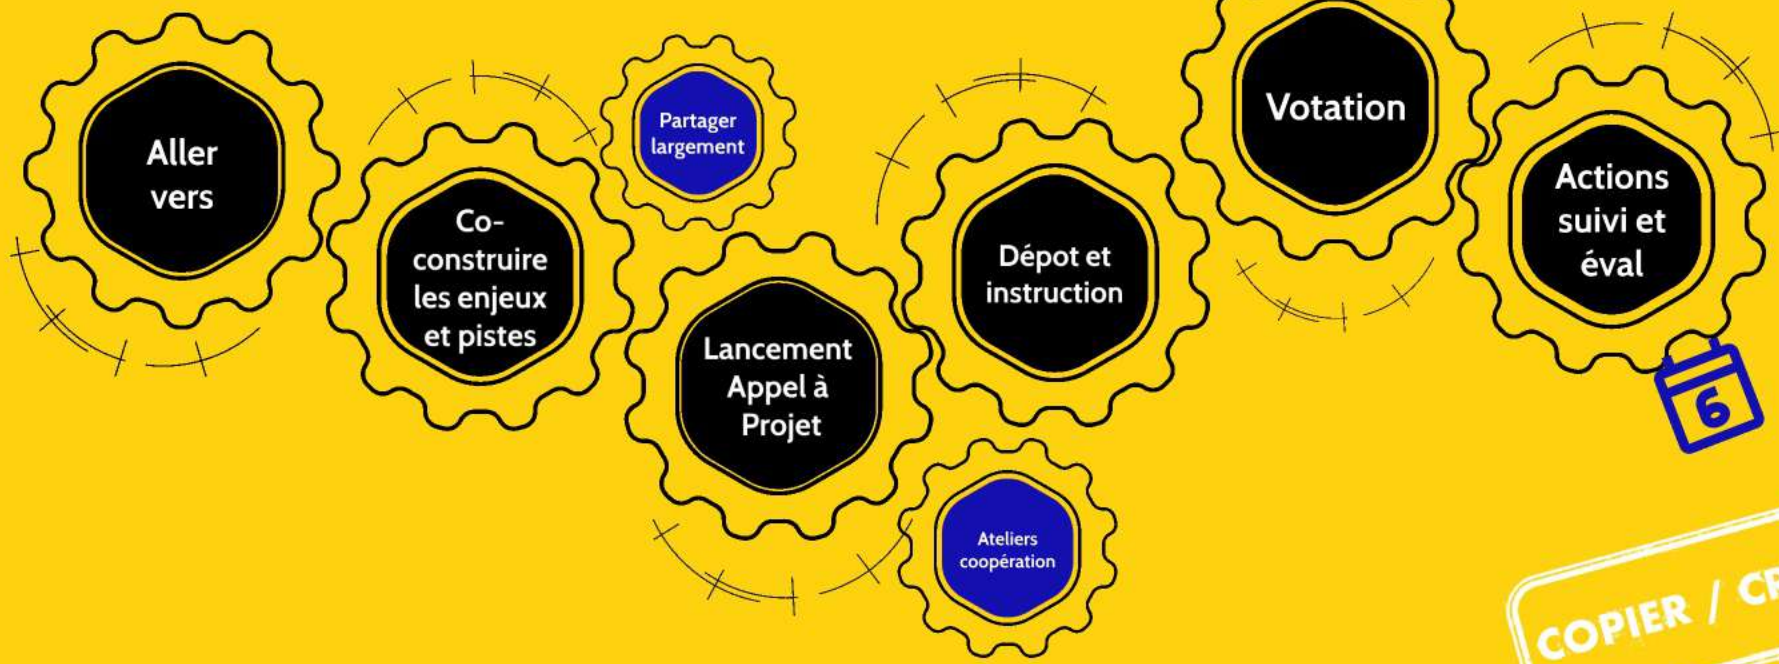 Aller
vers
Co-
construire
les enjeux
et pistes
Partager
largement
Lancement
Appel à
Projet
Dépot et
instruction
Ateliers
coopération
Votation
Actions
suivi et
éval
6
COPIER /